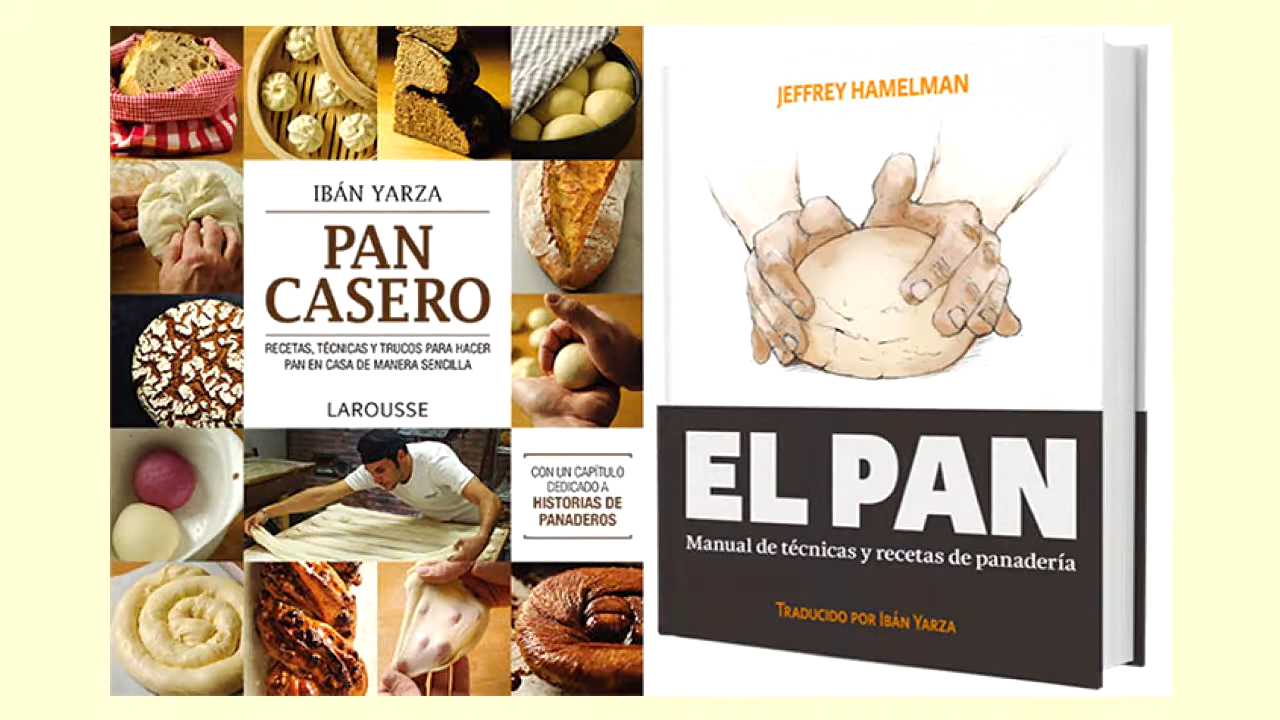 IBÁN YARZA
PAN
CASERO
RECETAS, TÉCNICAS Y TRUCOS PARA HACER
PAN EN CASA DE MANERA SENCILLA
LAROUSSE
CON UN CAPÍTULO
DEDICADO A
HISTORIAS DE
PANADEROS
JEFFREY HAMELMAN
EL PAN
Manual de técnicas y recetas de panadería
TRADUCIDO POR IBÁN YARZA